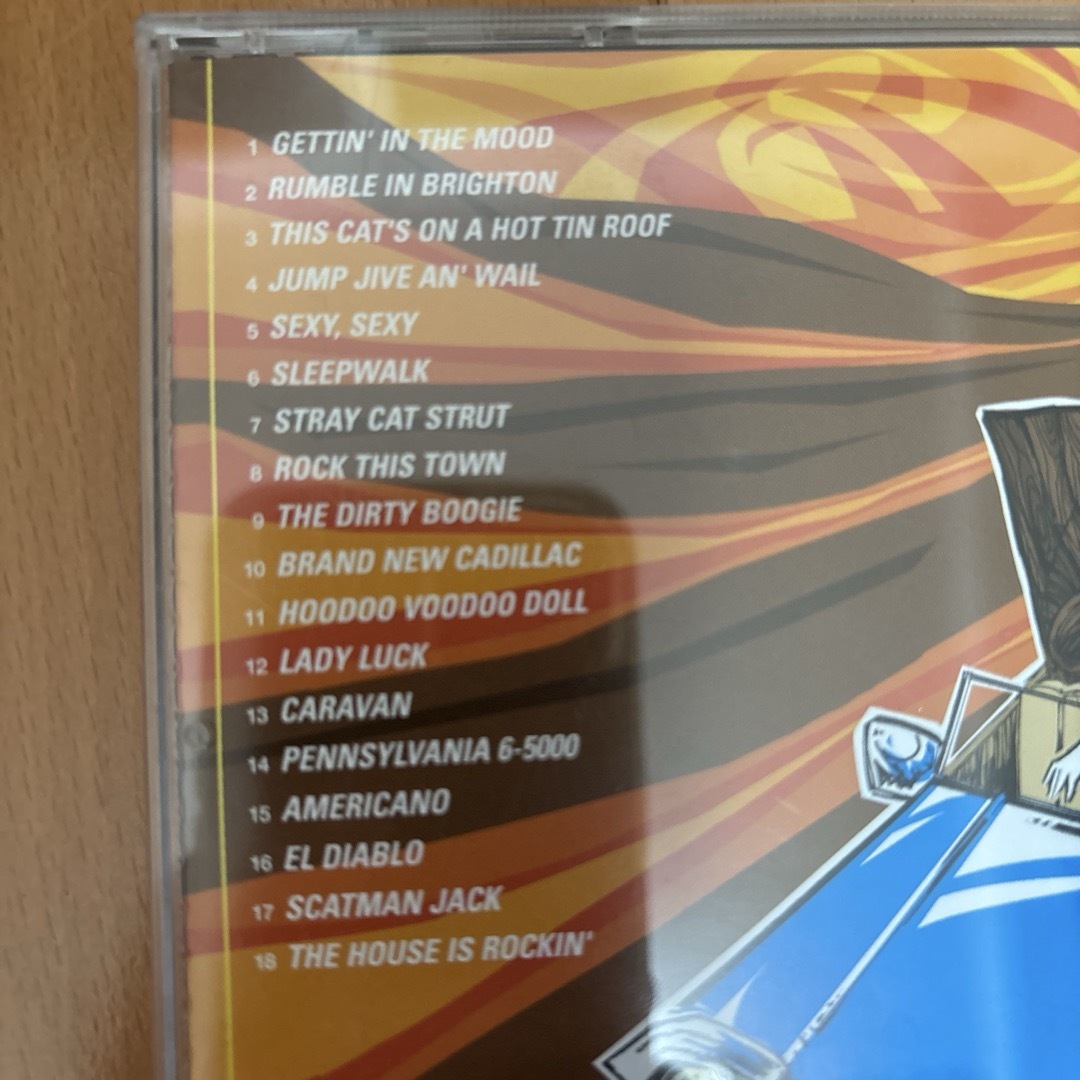 1 GETTIN' IN THE MOOD
2 RUMBLE IN BRIGHTON
3 THIS CAT'S ON A HOT TIN ROOF
4 JUMP JIVE AN' WAIL
5 SEXY, SEXY
6 SLEEPWALK
7 STRAY CAT STRUT
8 ROCK THIS TOWN
9 THE DIRTY BOOGIE
10 BRAND NEW CADILLAC
11 HOODOO VOODOO DOLL
12 LADY LUCK
13 CARAVAN
14 PENNSYLVANIA 6-5000
15 AMERICANO
16 EL DIABLO
17 SCATMAN JACK
18 THE HOUSE IS ROCKIN'